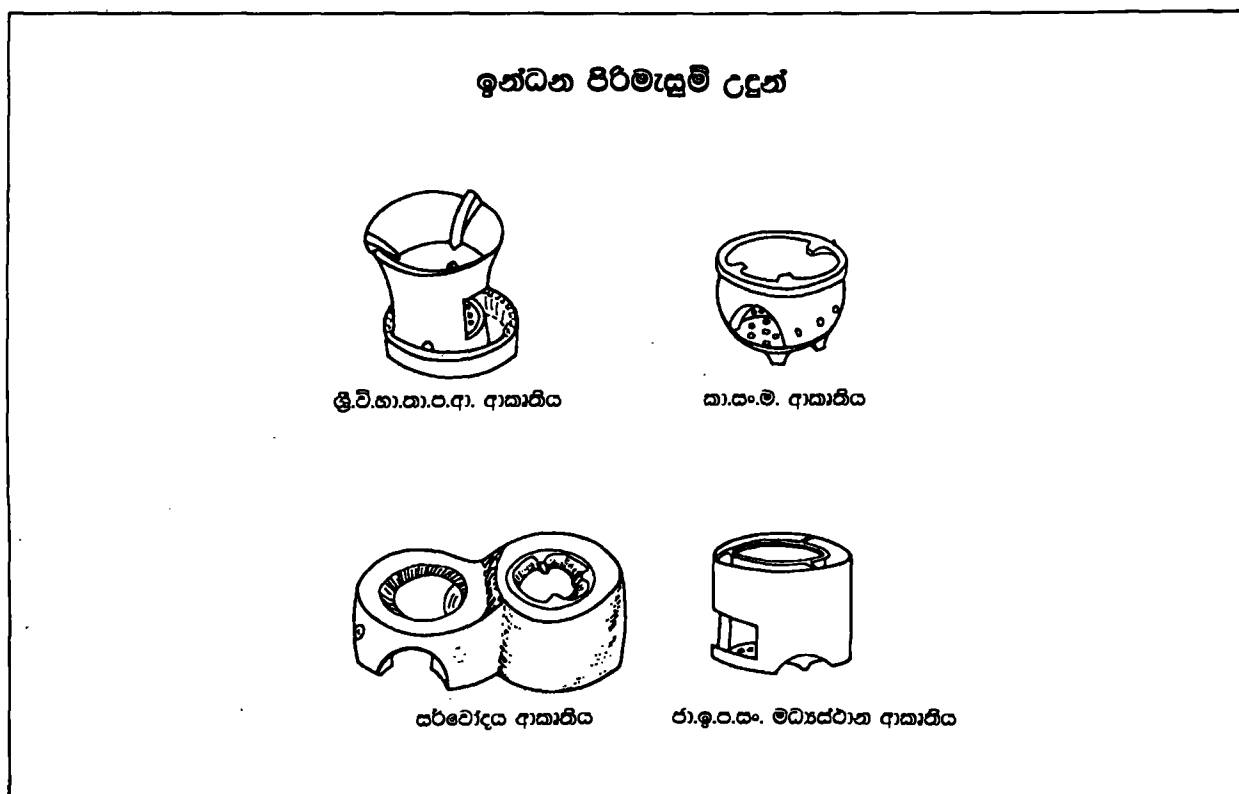 ඉන්ධන පිරිමැසුම් උදුන්
ශ්‍රී.වි.හා.තා.ප.ආ. ආකෘතිය
කා.සං.ම. ආකෘතිය
සර්වෝදය ආකෘතිය
ජා.ඉ.ප.සං. මධ්‍යස්ථාන ආකෘතිය